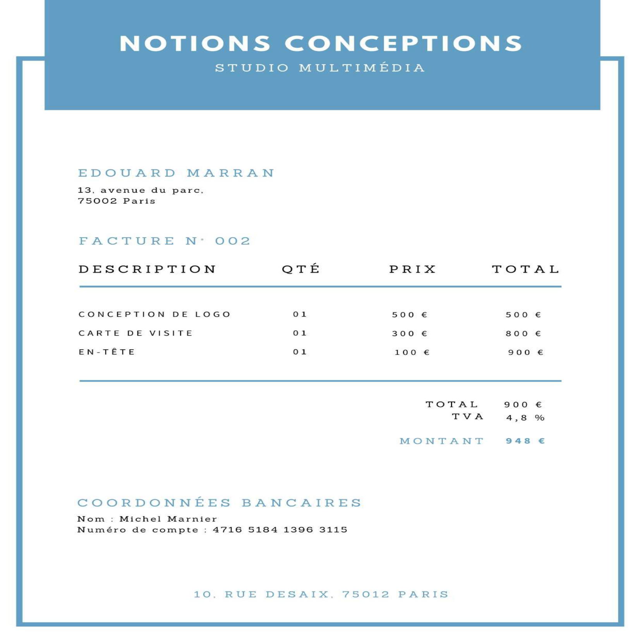 NOTIONS CONCEPTIONS
STUDIO MULTIMÉDIA
EDOUARD MARRAN
13, avenue du parc,
75002 Paris
FACTURE N° 002
DESCRIPTION QTÉ PRIX TOTAL
CONCEPTION DE LOGO 01 500 € 500 €
CARTE DE VISITE 01 300 € 800 €
EN-TÊTE 01 100 € 900 €
TOTAL 900 €
TVA 4,8 %
MONTANT 948 €
COORDONNÉES BANCAIRES
Nom : Michel Marnier
Numéro de compte : 4716 5184 1396 3115
10, RUE DESAIX, 75012 PARIS